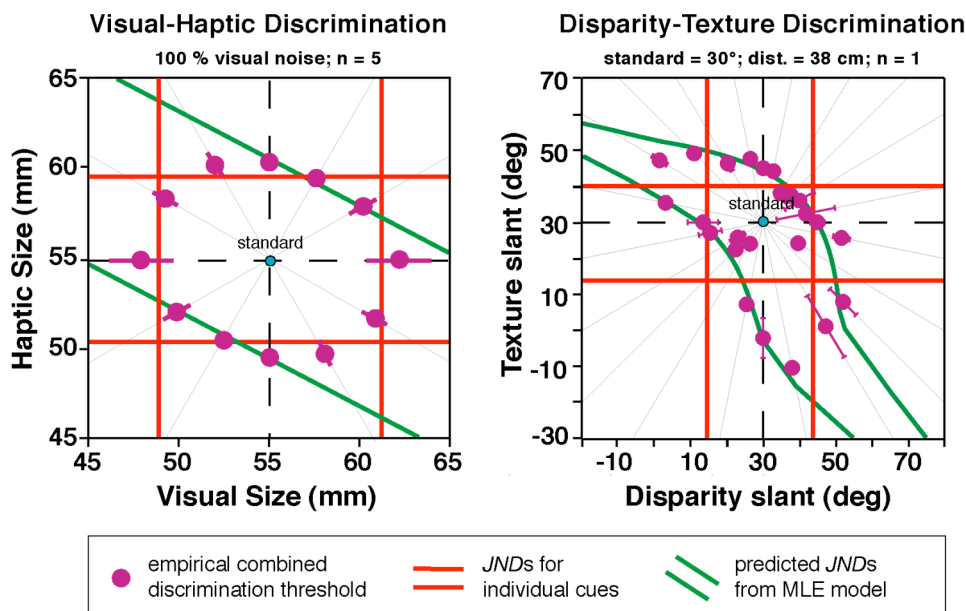 Visual-Haptic Discrimination
100 % visual noise; n = 5
65
60
55
50
45
Haptic Size (mm)
standard
45 50 55 60 65
Visual Size (mm)
Disparity-Texture Discrimination
standard = 30°; dist. = 38 cm; n = 1
70
50
30
10
-10
-30
Texture slant (deg)
standard
-10 10 30 50 70
Disparity slant (deg)
empirical combined
discrimination threshold
JNDs for
individual cues
predicted JNDs
from MLE model